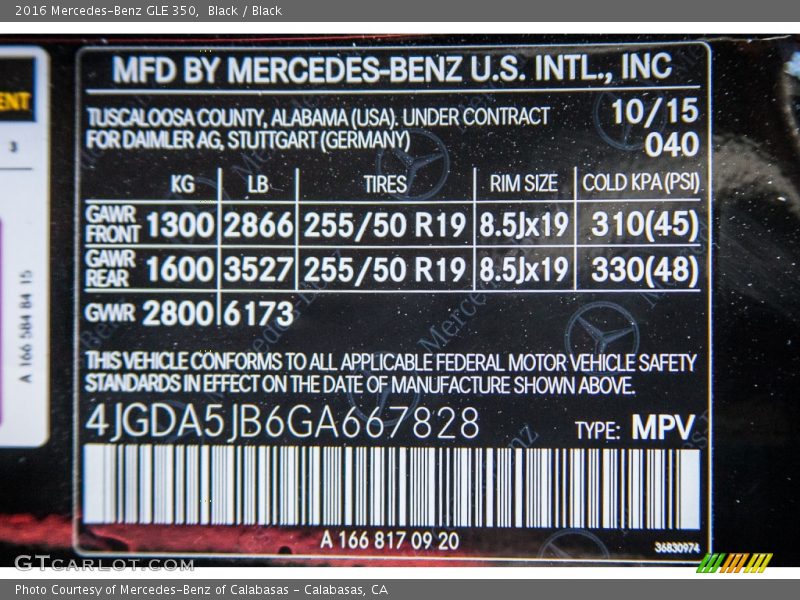 2016 Mercedes-Benz GLE 350, Black / Black
ENT
3
A 166 584 84 15
MFD BY MERCEDES-BENZ U.S. INTL., INC
TUSCALOOSA COUNTY, ALABAMA (USA). UNDER CONTRACT 10/15
FOR DAIMLER AG, STUTTGART (GERMANY) 040
KG LB TIRES RIM SIZE COLD KPA (PSI)
GAWR FRONT 1300 2866 255/50 R19 8.5Jx19 310(45)
GAWR REAR 1600 3527 255/50 R19 8.5Jx19 330(48)
GWR 2800 6173
THIS VEHICLE CONFORMS TO ALL APPLICABLE FEDERAL MOTOR VEHICLE SAFETY
STANDARDS IN EFFECT ON THE DATE OF MANUFACTURE SHOWN ABOVE.
4JGDA5JB6GA667828 TYPE: MPV
A 166 817 09 20
36830974
GTCarLot.com
Photo Courtesy of Mercedes-Benz of Calabasas - Calabasas, CA